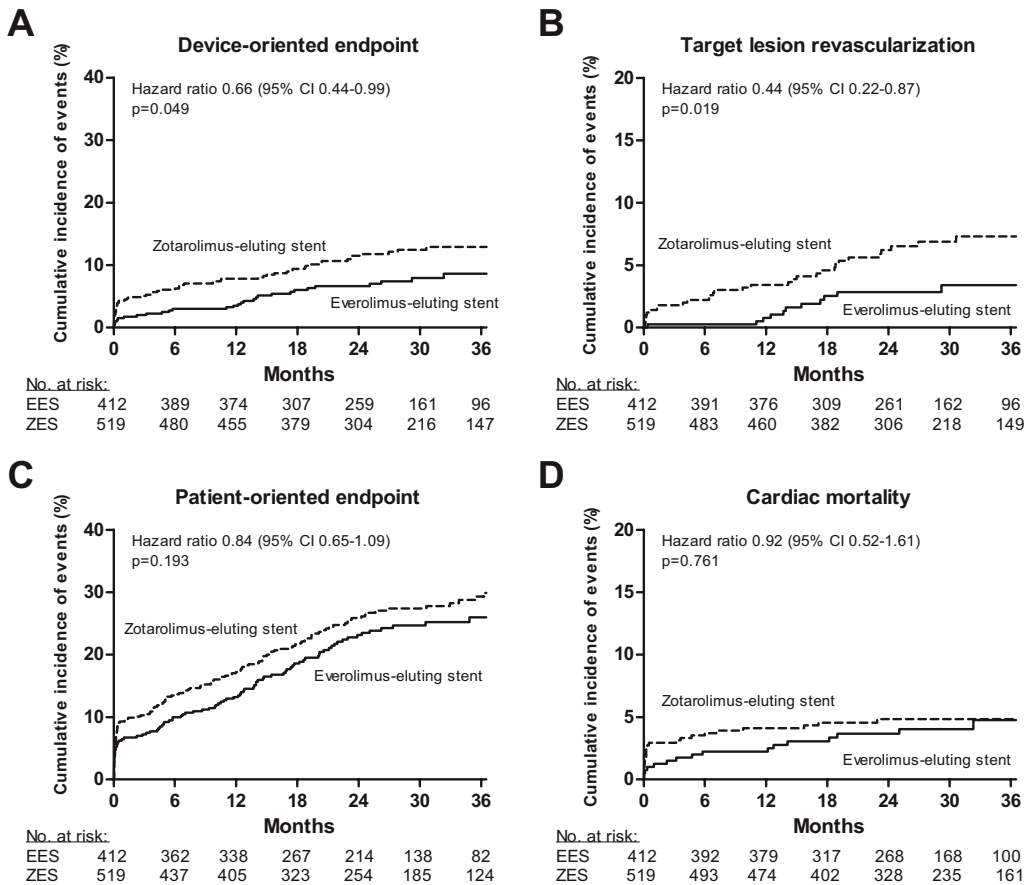 A
Device-oriented endpoint
Cumulative incidence of events (%)
40
30
20
10
0
Hazard ratio 0.66 (95% CI 0.44-0.99)
p=0.049
Zotarolimus-eluting stent
Everolimus-eluting stent
0 6 12 18 24 30 36
Months
No. at risk:
EES 412 389 374 307 259 161 96
ZES 519 480 455 379 304 216 147
B
Target lesion revascularization
Cumulative incidence of events (%)
20
15
10
5
0
Hazard ratio 0.44 (95% CI 0.22-0.87)
p=0.019
Zotarolimus-eluting stent
Everolimus-eluting stent
0 6 12 18 24 30 36
Months
No. at risk:
EES 412 391 376 309 261 162 96
ZES 519 483 460 382 306 218 149
C
Patient-oriented endpoint
Cumulative incidence of events (%)
40
30
20
10
0
Hazard ratio 0.84 (95% CI 0.65-1.09)
p=0.193
Zotarolimus-eluting stent
Everolimus-eluting stent
0 6 12 18 24 30 36
Months
No. at risk:
EES 412 362 338 267 214 138 82
ZES 519 437 405 323 254 185 124
D
Cardiac mortality
Cumulative incidence of events (%)
20
15
10
5
0
Hazard ratio 0.92 (95% CI 0.52-1.61)
p=0.761
Zotarolimus-eluting stent
Everolimus-eluting stent
0 6 12 18 24 30 36
Months
No. at risk:
EES 412 392 379 317 268 168 100
ZES 519 493 474 402 328 235 161